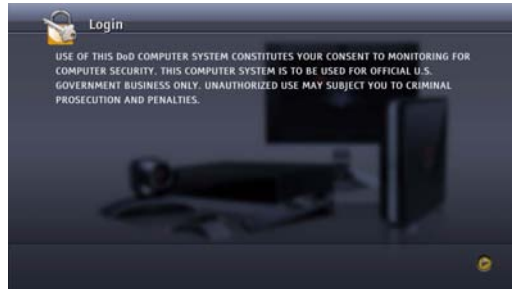 Login
USE OF THIS DoD COMPUTER SYSTEM CONSTITUTES YOUR CONSENT TO MONITORING FOR
COMPUTER SECURITY. THIS COMPUTER SYSTEM IS TO BE USED FOR OFFICIAL U.S.
GOVERNMENT BUSINESS ONLY. UNAUTHORIZED USE MAY SUBJECT YOU TO CRIMINAL
PROSECUTION AND PENALTIES.